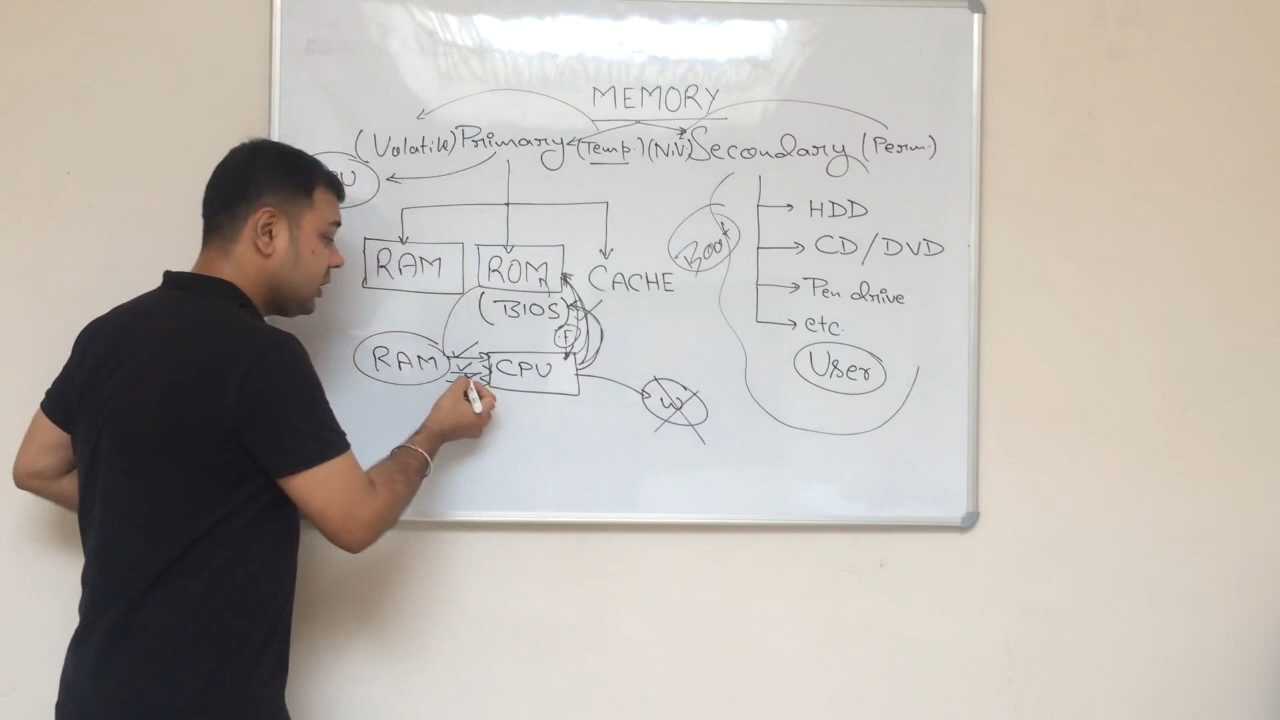 MEMORY
(Volatile) Primary (Temp.) (N.V.) Secondary (Perm.)
HDD
Boot
CD/DVD
RAM ROM CACHE
Pen drive
(BIOS)
etc.
F
RAM CPU
User
W